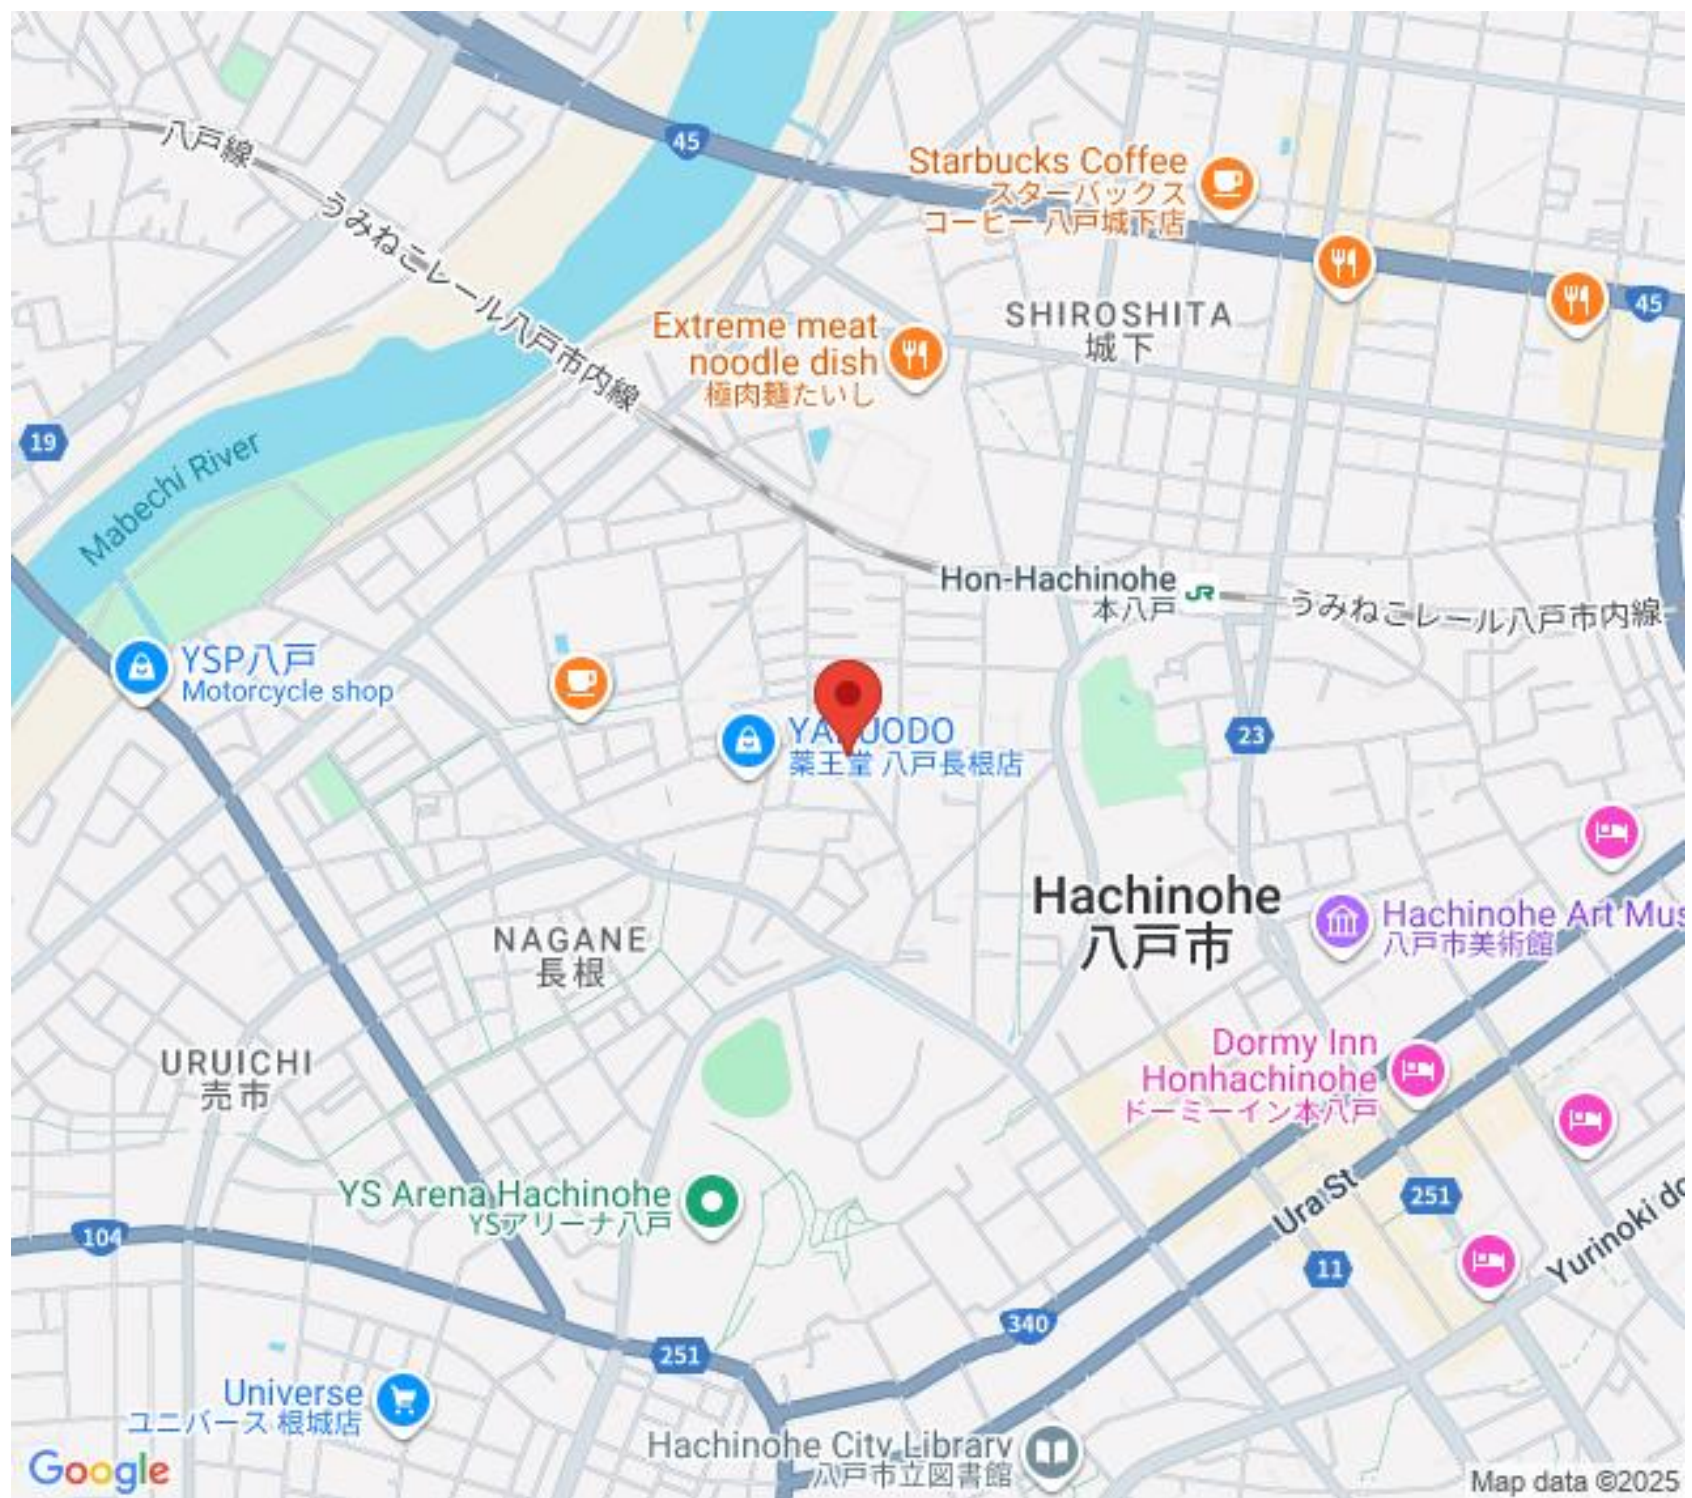 八戸線
うみねこレール八戸市内線
45
Starbucks Coffee
スターバックス
コーヒー 八戸城下店
45
SHIROSHITA
城下
Extreme meat
noodle dish
極肉麺たいし
19
Mabechi River
Hon-Hachinohe
本八戸
JR
うみねこレール八戸市内線
YSP八戸
Motorcycle shop
薬王堂 八戸長根店
23
Hachinohe
八戸市
Hachinohe Art Mus
八戸市美術館
NAGANE
長根
URUICHI
売市
Dormy Inn
Honhachinohe
ドーミーイン本八戸
YS Arena Hachinohe
YSアリーナ八戸
Ura St
251
Yurinoki do
11
104
340
251
Universe
ユニバース 根城店
Hachinohe City Library
八戸市立図書館
Google
Map data ©2025